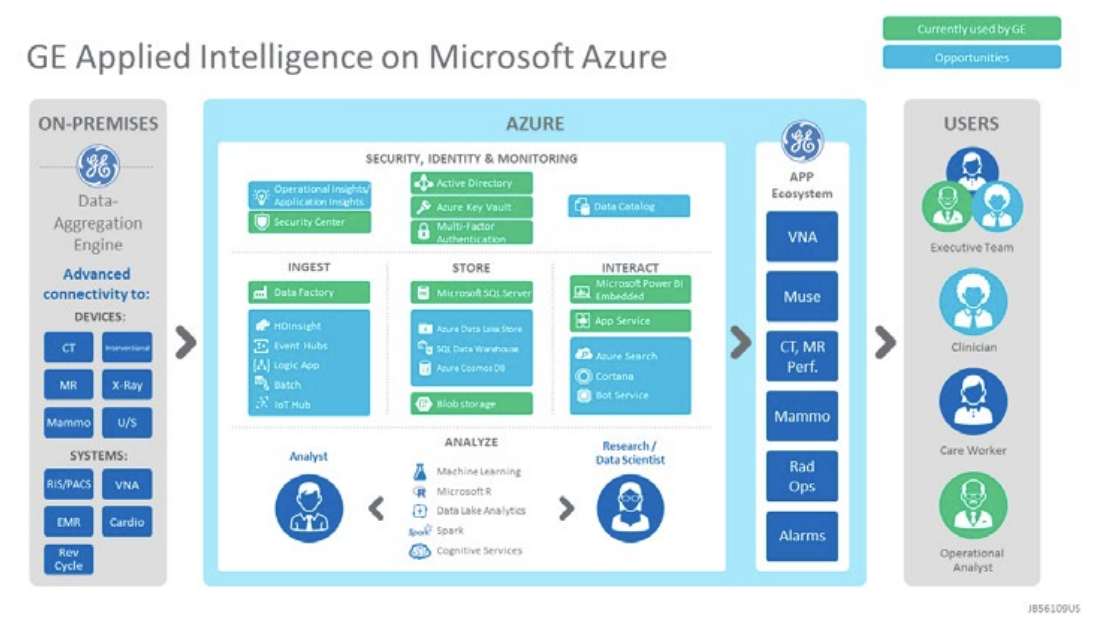 Currently used by GE
GE Applied Intelligence on Microsoft Azure
Opportunities
ON-PREMISES
GE
Data-
Aggregation
Engine
Advanced
connectivity to:
DEVICES:
CT
Interventional
MR
X-Ray
Mammo
U/S
SYSTEMS:
RIS/PACS
VNA
EMR
Cardio
Rev
Cycle
AZURE
SECURITY, IDENTITY & MONITORING
Operational Insights/
Application Insights
Security Center
Active Directory
Azure Key Vault
Multi-Factor
Authentication
Data Catalog
INGEST
Data Factory
HDInsight
Event Hubs
Logic App
Batch
IoT Hub
STORE
Microsoft SQL Server
Azure Data Lake Store
SQL Data Warehouse
Azure Cosmos DB
Blob storage
INTERACT
Microsoft Power BI
Embedded
App Service
Azure Search
Cortana
Bot Service
Analyst
ANALYZE
Machine Learning
R
Microsoft R
Data Lake Analytics
Spark
Spark
Cognitive Services
Research /
Data Scientist
GE
APP
Ecosystem
VNA
Muse
CT, MR
Perf.
Mammo
Rad
Ops
Alarms
USERS
Executive Team
Clinician
Care Worker
Operational
Analyst
JB56109US